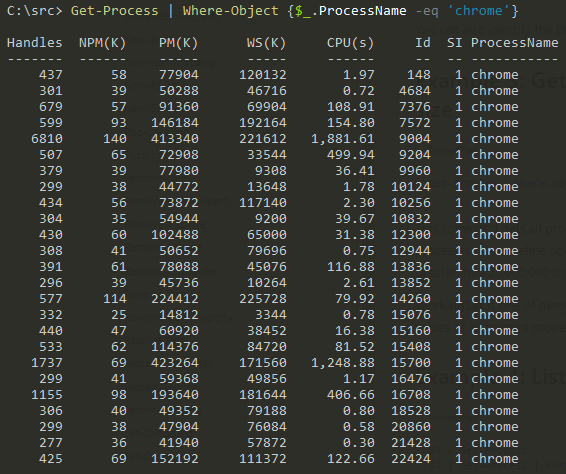 C:\src> Get-Process | Where-Object {$_.ProcessName -eq 'chrome'}
Handles NPM(K) PM(K) WS(K) CPU(s) Id SI ProcessName
------- ------ ----- ----- ------ -- -- -----------
437 58 77904 120132 1.97 148 1 chrome
301 39 50288 46716 0.72 4684 1 chrome
679 57 91360 69904 108.91 7376 1 chrome
599 93 146184 192164 154.80 7572 1 chrome
6810 140 413340 221612 1,881.61 9004 1 chrome
507 65 72908 33544 499.94 9204 1 chrome
379 39 77980 9308 36.41 9960 1 chrome
299 38 44772 13648 1.78 10124 1 chrome
434 56 73872 117140 2.30 10256 1 chrome
304 35 54944 9200 39.67 10832 1 chrome
430 60 102488 65000 31.38 12300 1 chrome
308 41 50652 79696 0.75 12944 1 chrome
391 61 78088 45076 116.88 13836 1 chrome
296 39 45736 10264 2.61 13852 1 chrome
577 114 224412 225728 79.92 14260 1 chrome
332 25 14812 3344 0.78 15076 1 chrome
440 47 60920 38452 16.38 15160 1 chrome
533 62 114376 84720 81.52 15408 1 chrome
1737 69 423264 171560 1,248.88 15700 1 chrome
299 41 59368 49856 1.17 16476 1 chrome
1155 98 193640 181644 406.66 16708 1 chrome
306 40 49352 79188 0.80 18528 1 chrome
299 38 47904 76084 0.58 20860 1 chrome
277 36 41940 57872 0.30 21428 1 chrome
425 69 152192 111372 122.66 22424 1 chrome